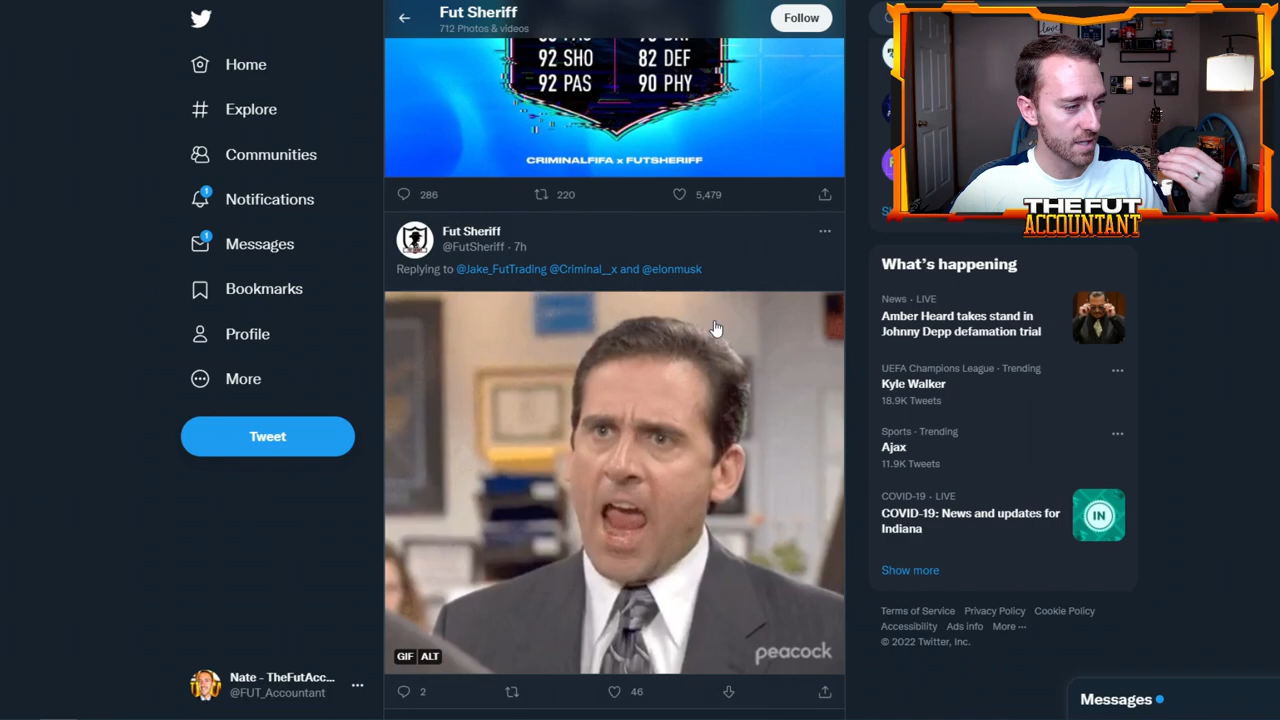 Fut Sheriff
712 Photos & videos
Follow
Home
Explore
Communities
1
Notifications
1
Messages
Bookmarks
Profile
More
Tweet
Nate - TheFutAcc...
@FUT_Accountant
92 SHO
82 DEF
92 PAS
90 PHY
CRIMINALFIFA x FUTSHERIFF
286
220
5,479
Fut Sheriff
@FutSheriff · 7h
Replying to @Jake_FutTrading @Criminal__x and @elonmusk
GIF ALT
peacock
2
46
THE FUT
ACCOUNTANT
What's happening
News · LIVE
Amber Heard takes stand in
Johnny Depp defamation trial
UEFA Champions League · Trending
Kyle Walker
18.9K Tweets
Sports · Trending
Ajax
11.9K Tweets
COVID-19 · LIVE
COVID-19: News and updates for
Indiana
IN
Show more
Terms of Service Privacy Policy Cookie Policy
Accessibility Ads info More ...
© 2022 Twitter, Inc.
Messages